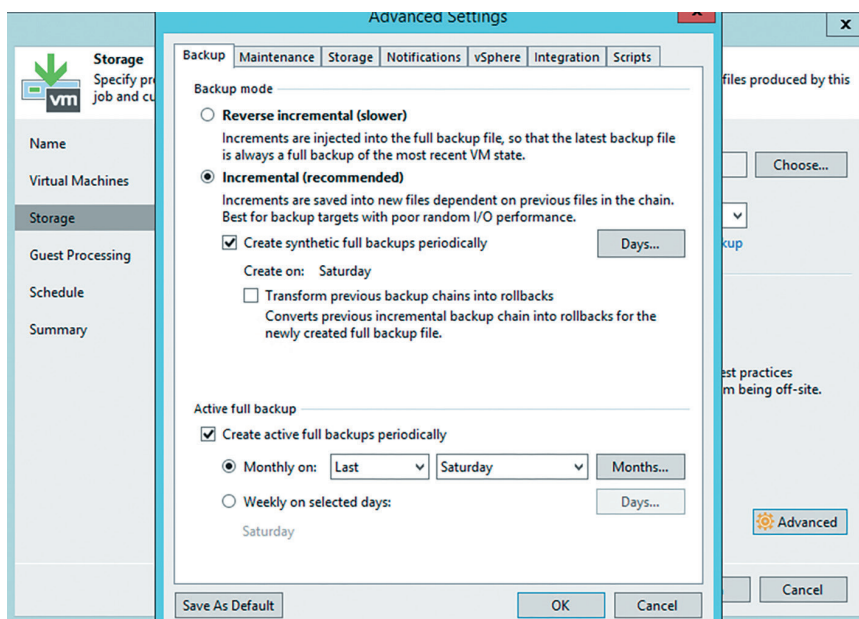 Advanced Settings
x
Storage
Specify
job and
files produced by this
vm
Name
Virtual Machines
Storage
Guest Processing
Schedule
Summary
Backup
Maintenance
Storage
Notifications
vSphere
Integration
Scripts
Backup mode
Reverse incremental (slower)
Increments are injected into the full backup file, so that the latest backup file
is always a full backup of the most recent VM state.
Incremental (recommended)
Increments are saved into new files dependent on previous files in the chain.
Best for backup targets with poor random I/O performance.
Create synthetic full backups periodically
Days...
Create on: Saturday
Transform previous backup chains into rollbacks
Converts previous incremental backup chain into rollbacks for the
newly created full backup file.
Active full backup
Create active full backups periodically
Monthly on:
Last
Saturday
Months...
Weekly on selected days:
Days...
Saturday
Save As Default
OK
Cancel
Choose...
kup
est practices
m being off-site.
Advanced
Cancel